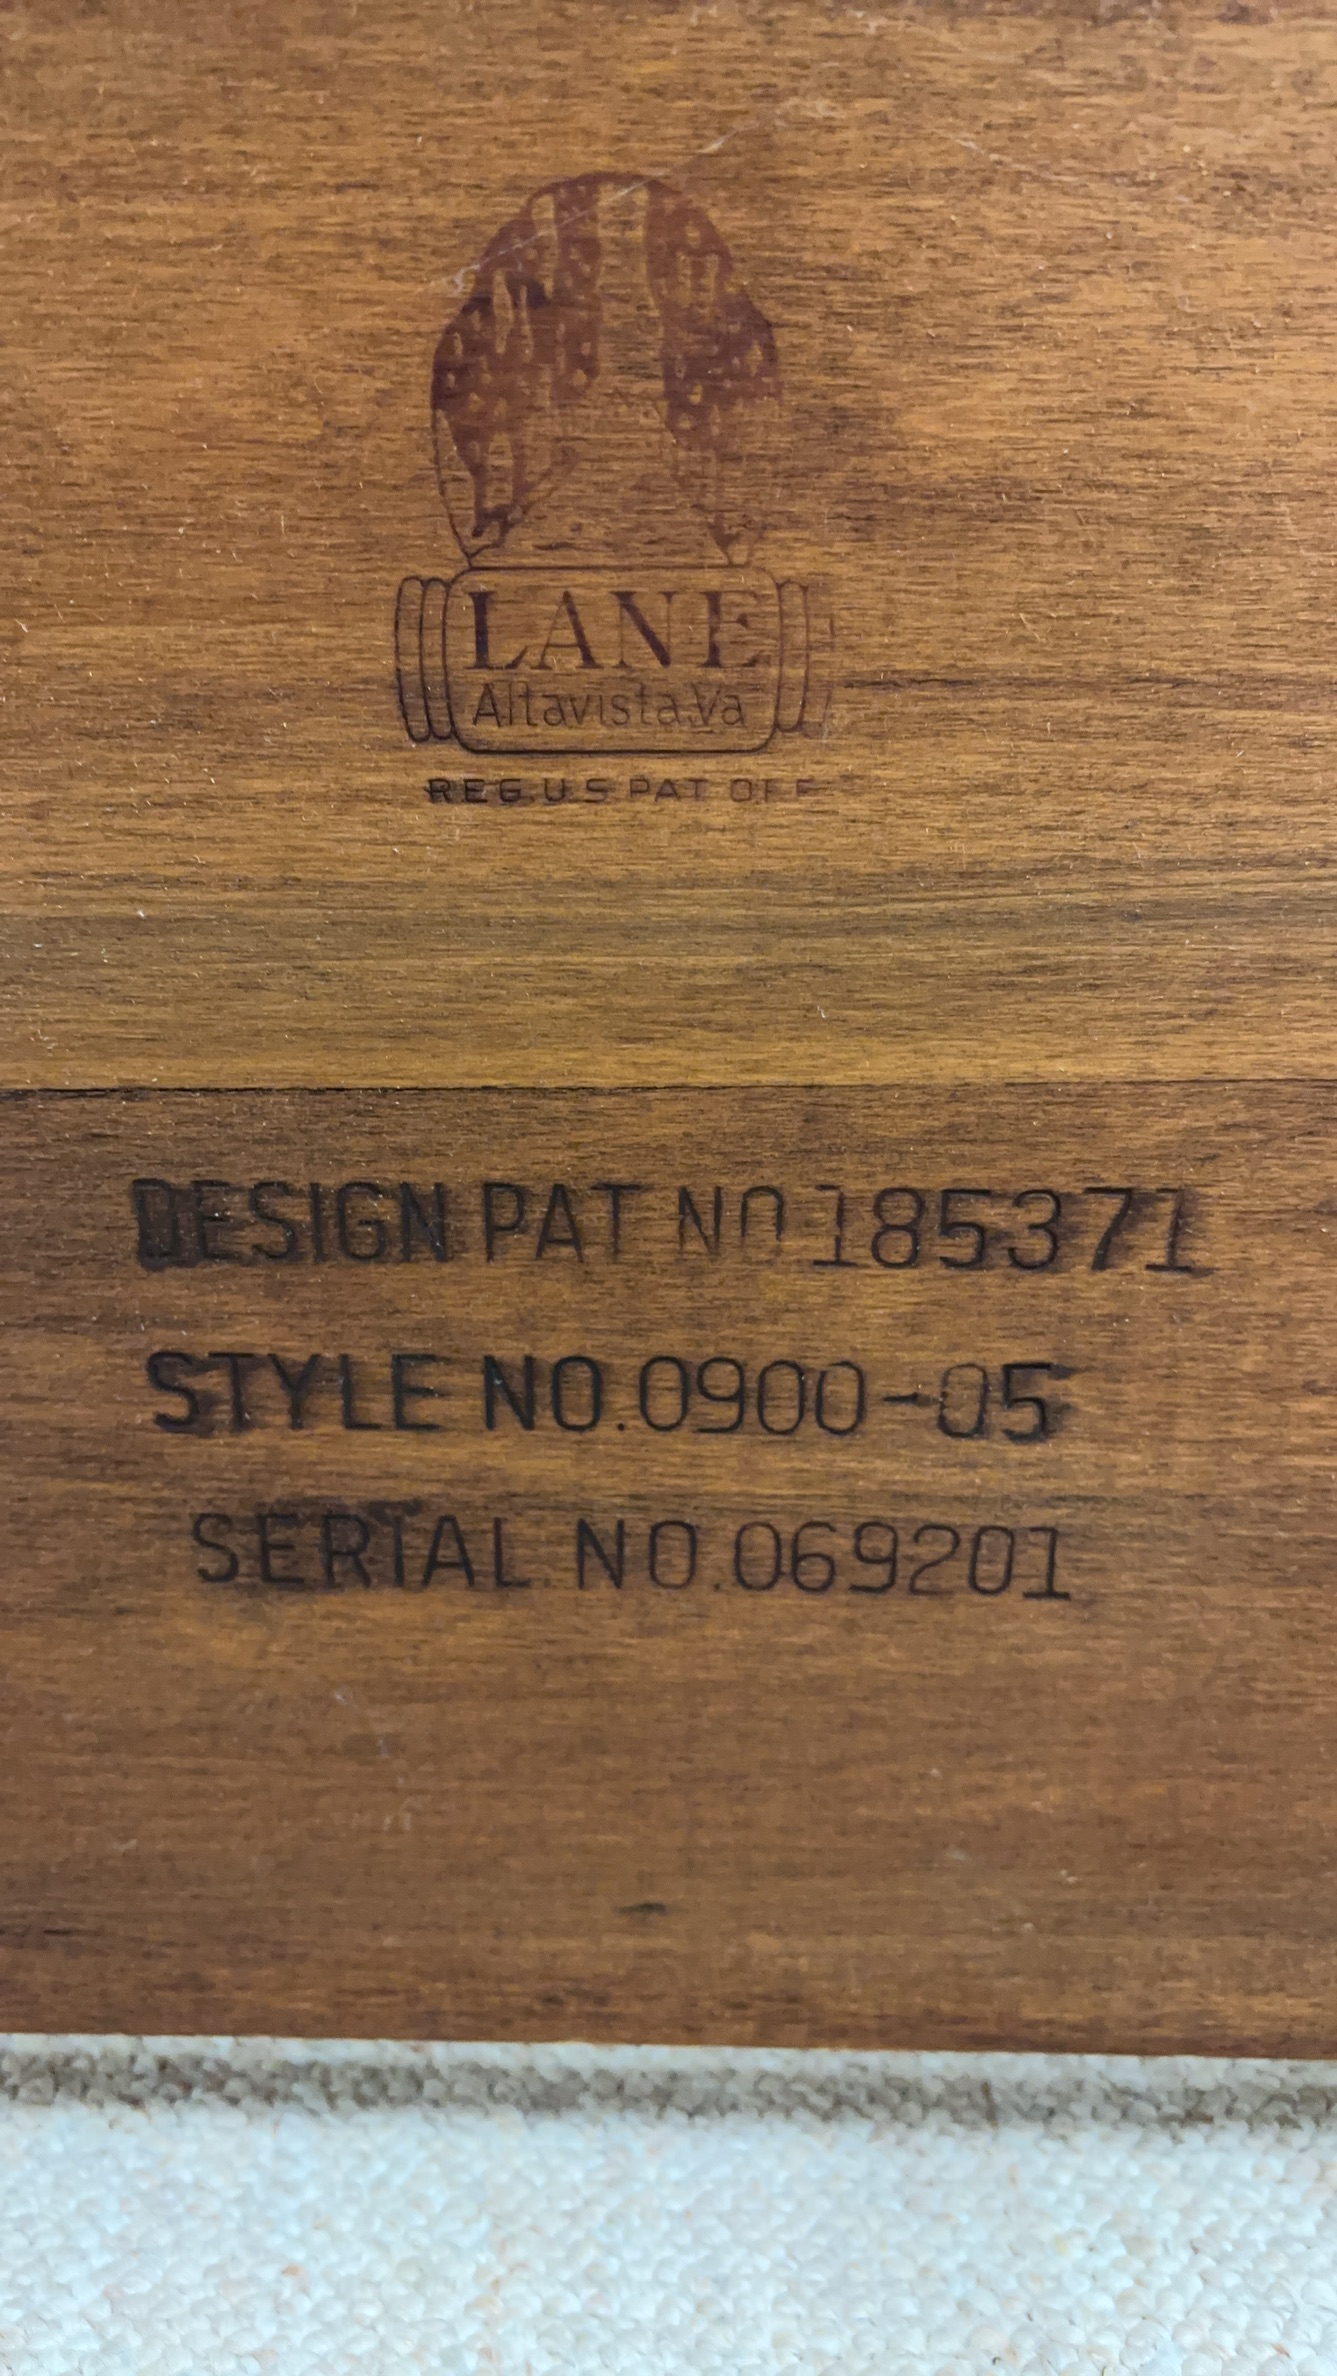 LANE
Altavista, Va
REG. U S PAT OFF
DESIGN PAT NO 185371
STYLE NO. 0900-05
SERIAL NO. 069201